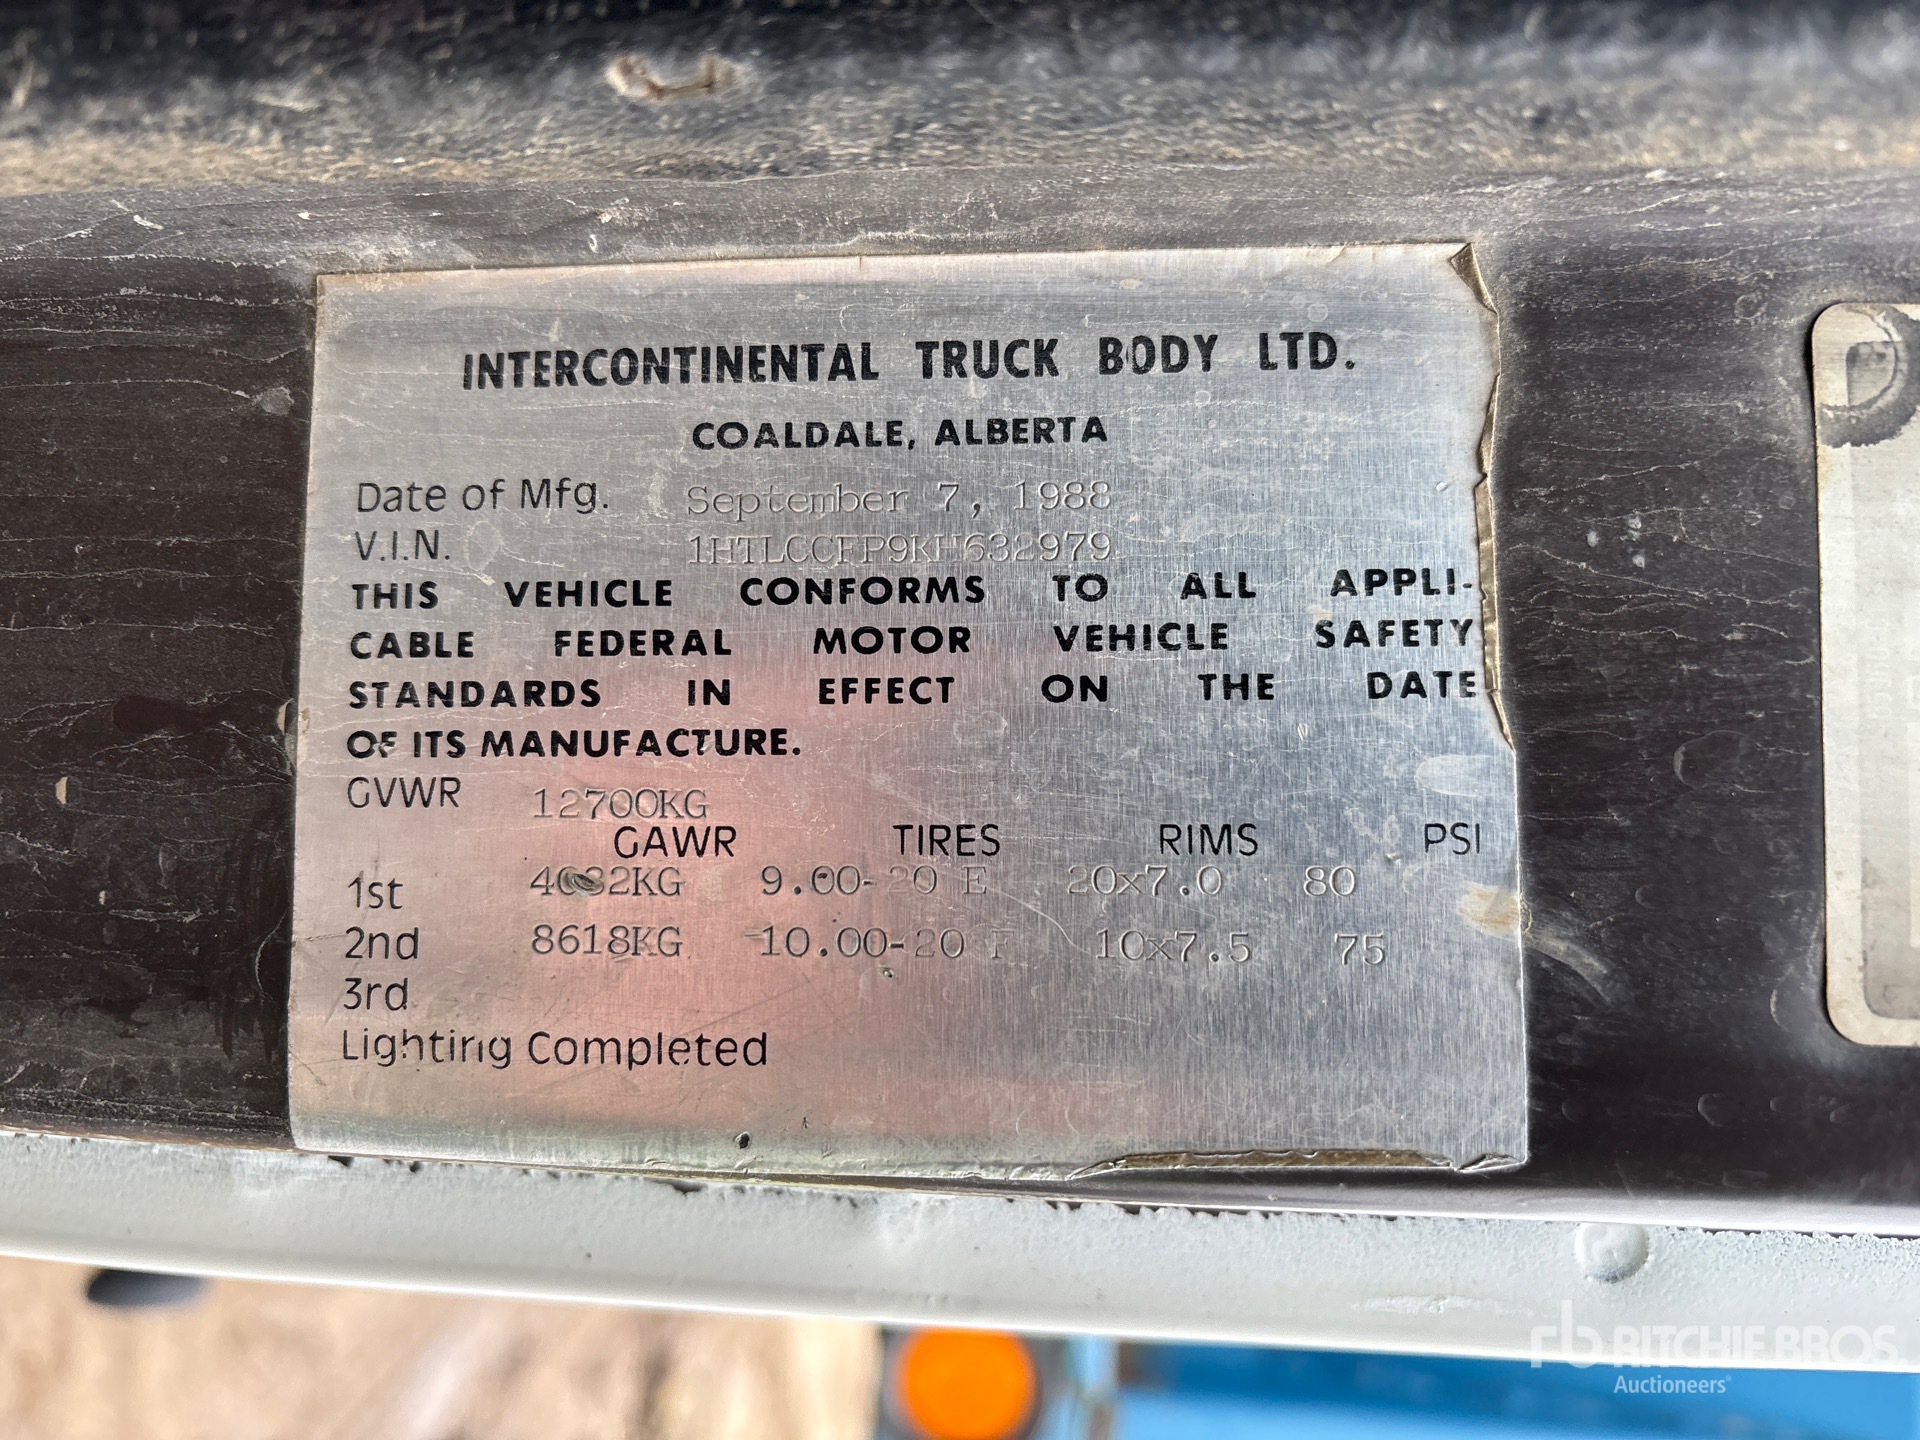 INTERCONTINENTAL TRUCK BODY LTD.
COALDALE, ALBERTA
Date of Mfg. September 7, 1988
V.I.N. 1HTLCCFP9KH632979
THIS VEHICLE CONFORMS TO ALL APPLI-
CABLE FEDERAL MOTOR VEHICLE SAFETY
STANDARDS IN EFFECT ON THE DATE
OF ITS MANUFACTURE.
GVWR 12700KG
GAWR TIRES RIMS PSI
1st 4082KG 9.00-20 E 20x7.0 80
2nd 8618KG 10.00-20 F 10x7.5 75
3rd
Lighting Completed
rb RITCHIE BROS.
Auctioneers